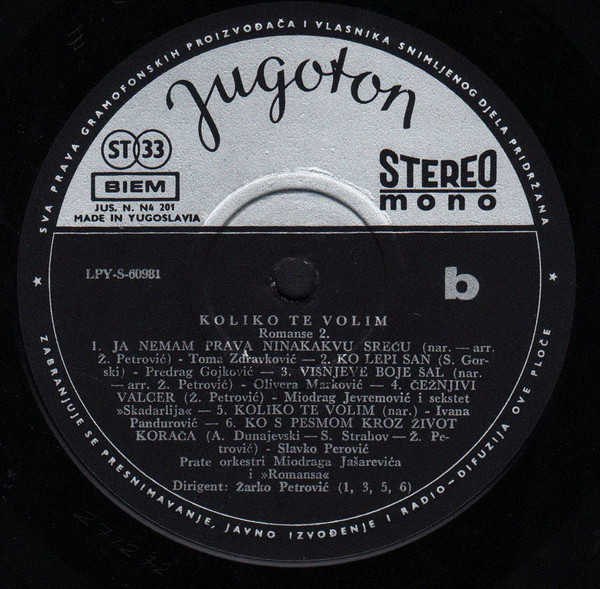 SVA PRAVA GRAMOFONSKIH PROIZVOĐAČA I VLASNIKA SNIMLJENOG DJELA PRIDRŽANA
Jugoton
ST 33
BIEM
JUS. N. N4 201
MADE IN YUGOSLAVIA
STEREO
mono
LPY-S-60981
b
KOLIKO TE VOLIM
Romanse 2.
1. JA NEMAM PRAVA NINAKAKVU SREĆU (nar. — arr.
Ž. Petrović) - Toma Zdravković — 2. KO LEPI SAN (S. Gor-
ski) - Predrag Gojković — 3. VIŠNJEVE BOJE ŠAL (nar.
— arr. Ž. Petrović) - Olivera Marković — 4. ČEŽNJIVI
VALCER (Ž. Petrović) - Miodrag Jevremović i sekstet
»Skadarlija« — 5. KOLIKO TE VOLIM (nar.) - Ivana
Pandurović — 6. KO S PESMOM KROZ ŽIVOT
KORAČA (A. Dunajevski — S. Strahov — Ž. Pe-
trović) - Slavko Perović
Prate orkestri Miodraga Jašarevića
i »Romansa«
Dirigent: Žarko Petrović (1, 3, 5, 6)
ZABRANJUJE SE PRESNIMAVANJE, JAVNO IZVOĐENJE I RADIO-DIFUZIJA OVE PLOČE